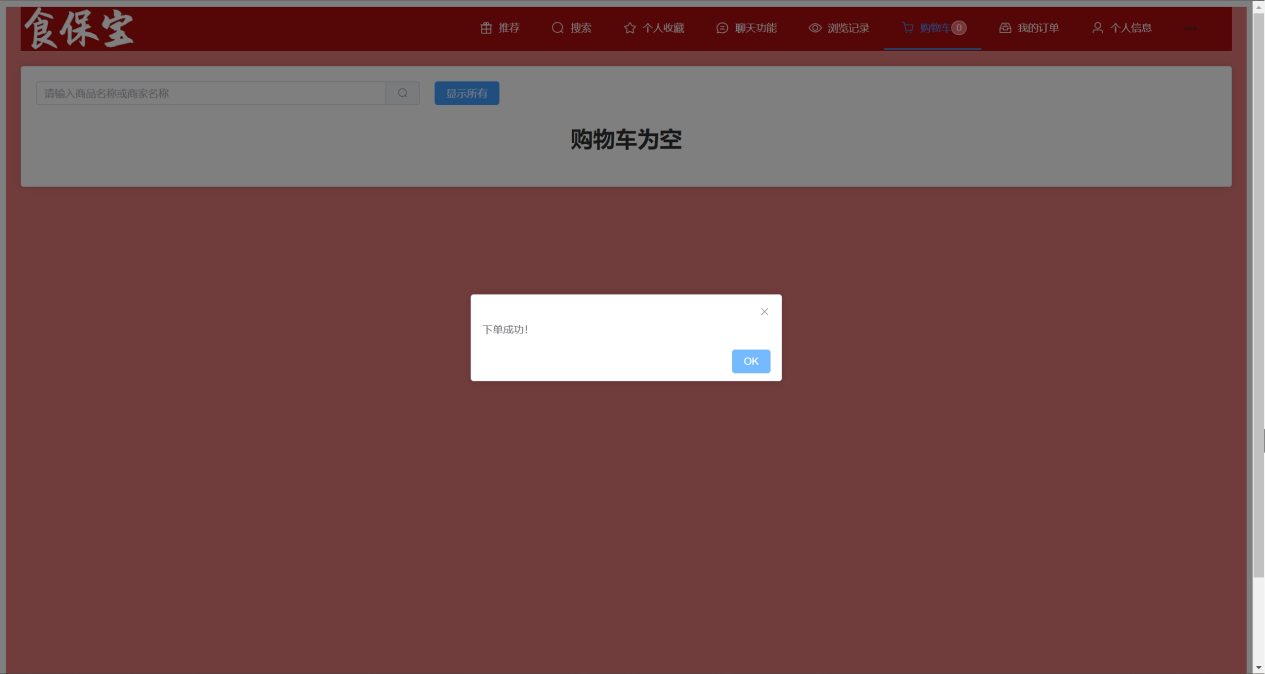 食保宝
推荐
搜索
个人收藏
聊天功能
浏览记录
购物车 0
我的订单
个人信息
请输入商品名称或商家名称
显示所有
购物车为空
下单成功!
OK